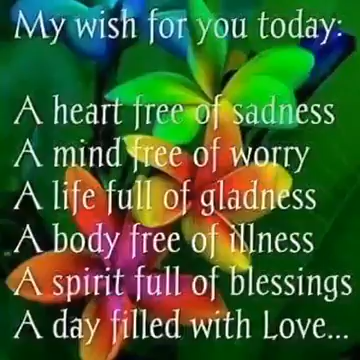 My wish for you today:
A heart free of sadness
A mind free of worry
A life full of gladness
A body free of illness
A spirit full of blessings
A day filled with Love...